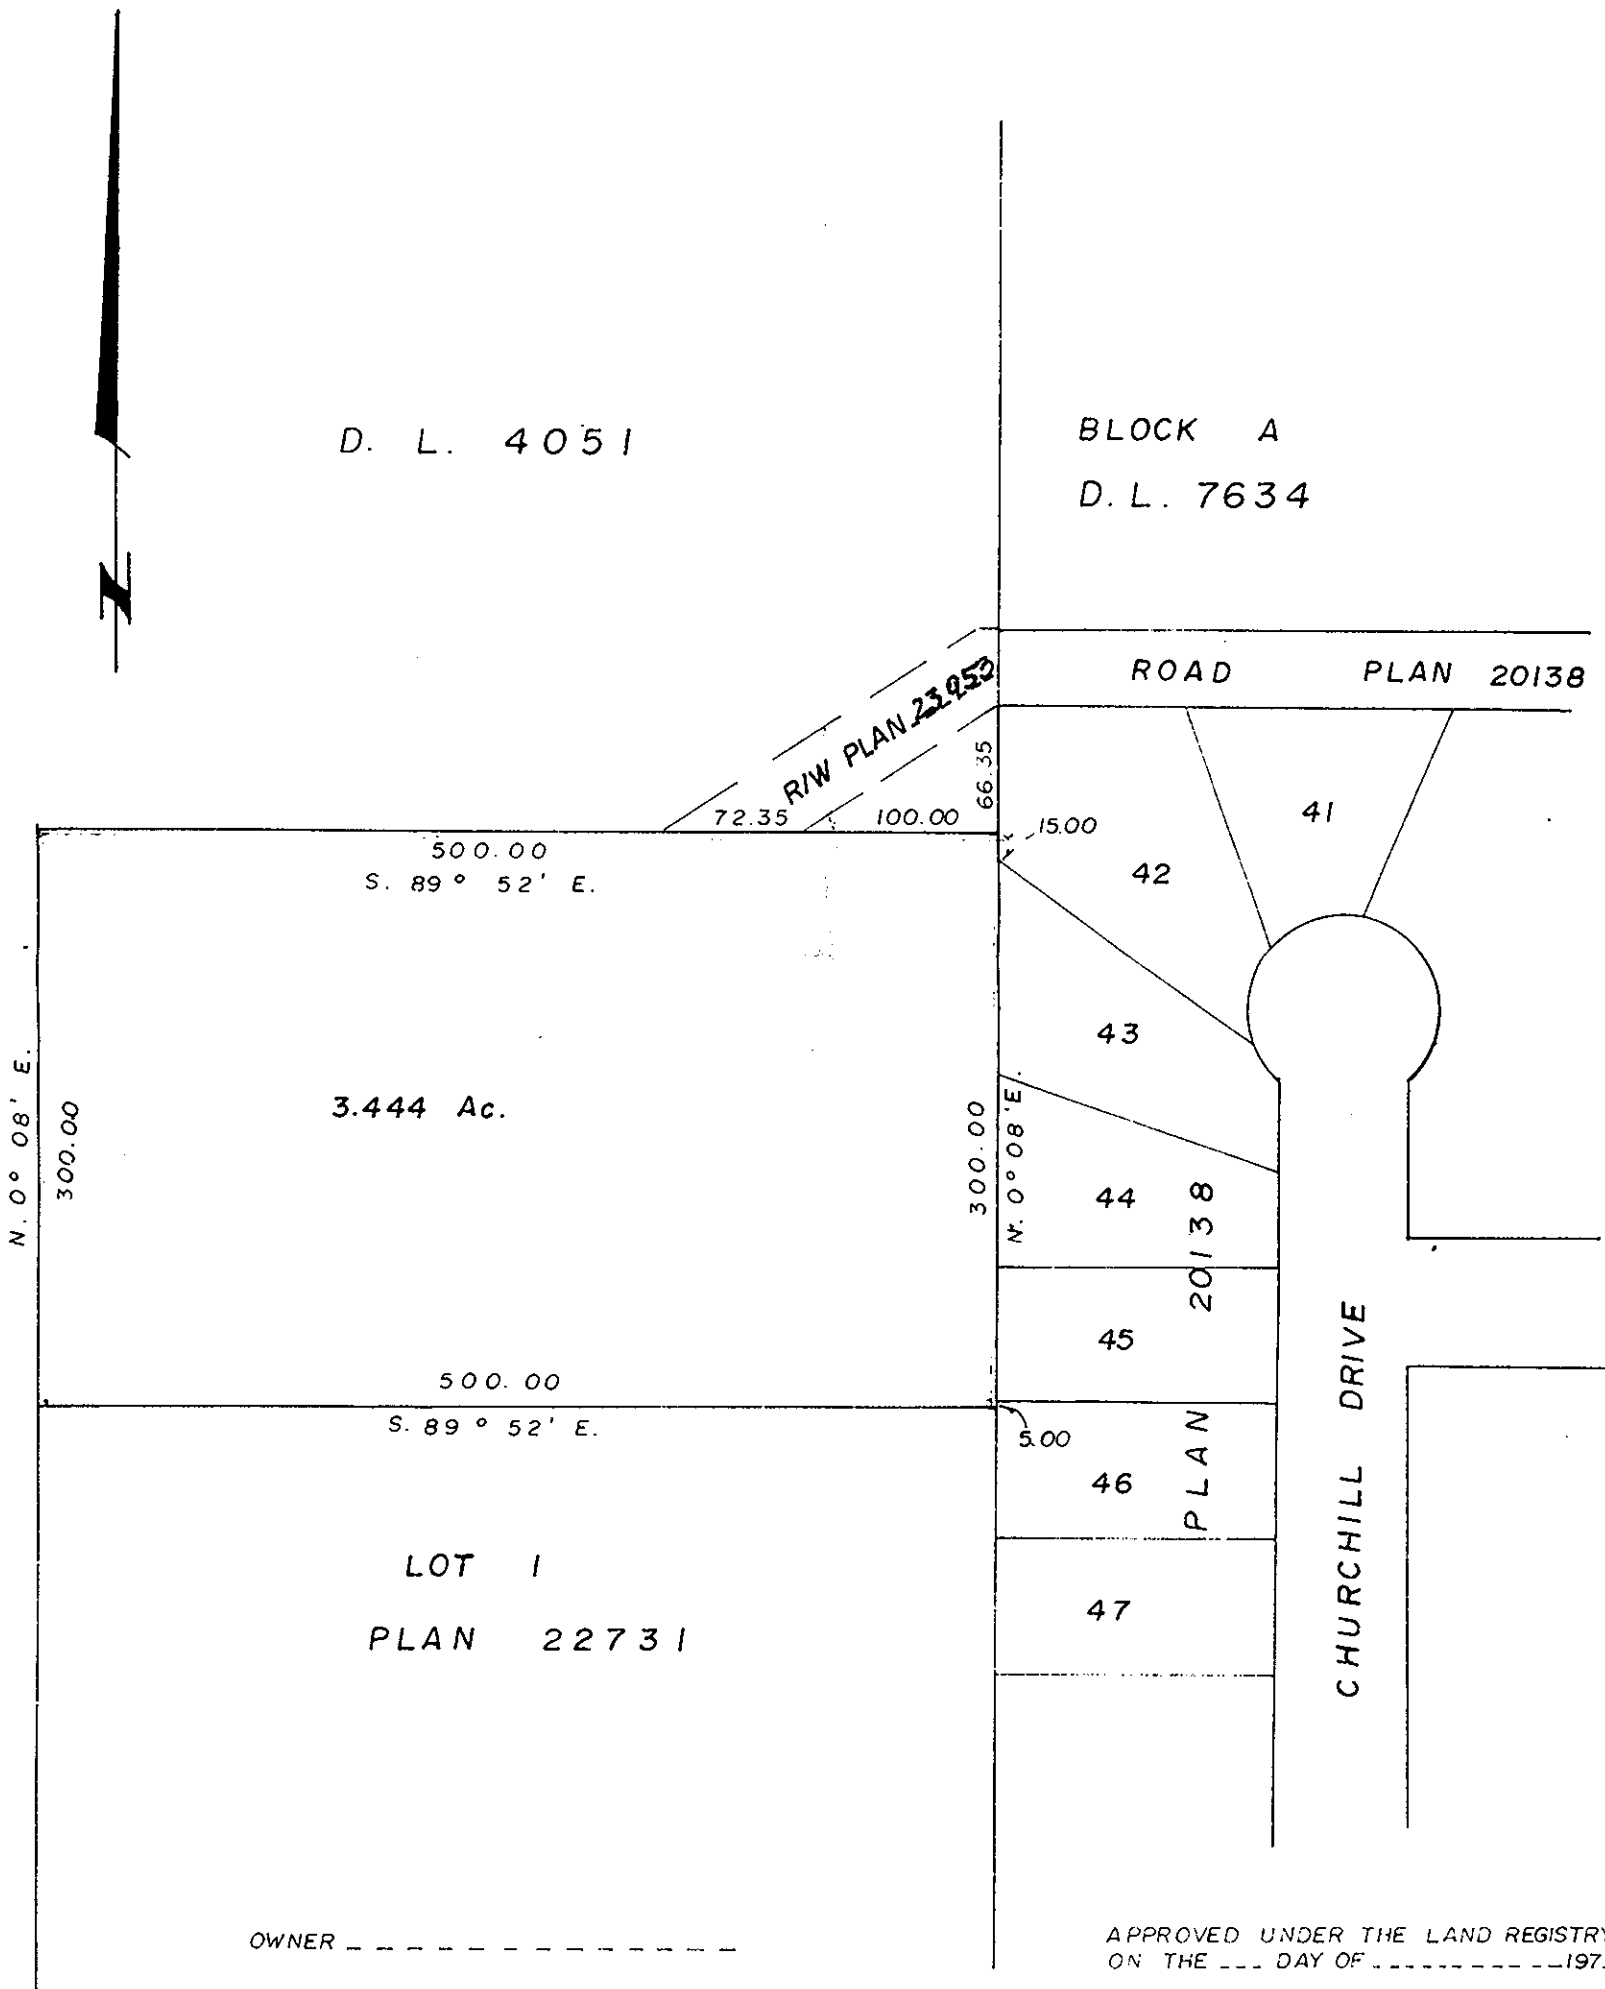 D. L. 4051
BLOCK A
D. L. 7634
N
ROAD PLAN 20138
R/W PLAN 23953
66.35
72.35
100.00
15.00
41
42
500.00
S. 89° 52' E.
43
N. 0° 08' E.
300.00
3.444 Ac.
300.00
N. 0° 08' E.
44
PLAN 20138
45
500.00
S. 89° 52' E.
5.00
46
CHURCHILL DRIVE
LOT 1
PLAN 22731
47
OWNER
APPROVED UNDER THE LAND REGISTRY
ON THE ___ DAY OF ___________197